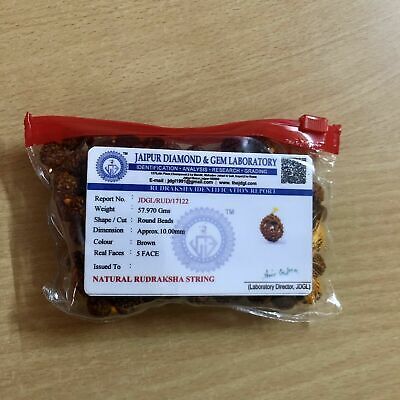 JAIPUR DIAMOND & GEM LABORATORY
IDENTIFICATION - ANALYSIS - RESEARCH - GRADING
RUDRAKSHA IDENTIFICATION REPORT
Report No. : JDGL/RUD/17122
Weight : 57.970 Gms
Shape / Cut : Round Beads
Dimension : Approx.10.00mm
Colour : Brown
Real Faces : 5 FACE
Issued To :
NATURAL RUDRAKSHA STRING
(Laboratory Director, JDGL)
TM